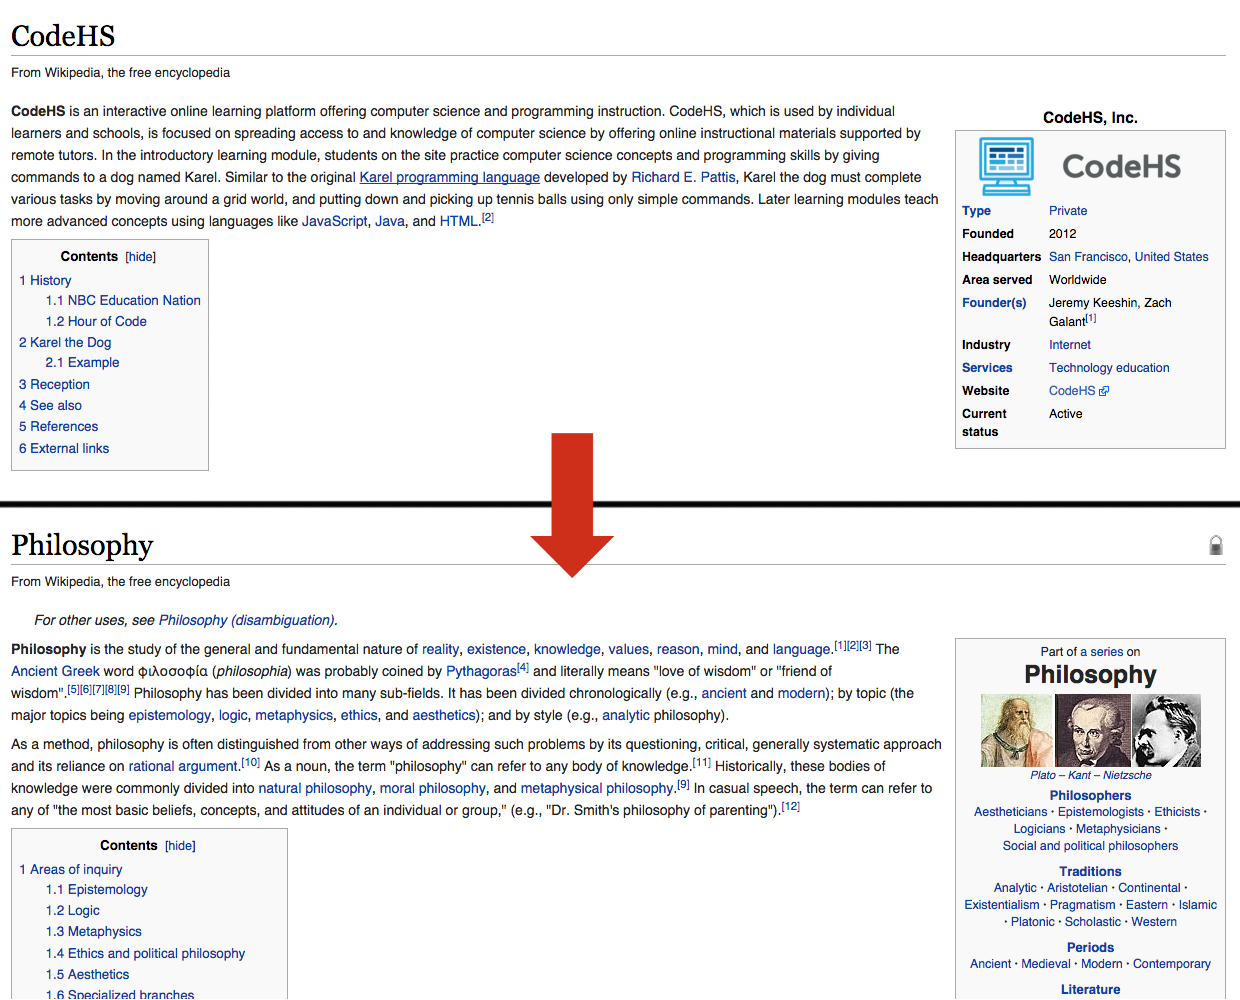 CodeHS
From Wikipedia, the free encyclopedia
CodeHS is an interactive online learning platform offering computer science and programming instruction. CodeHS, which is used by individual
learners and schools, is focused on spreading access to and knowledge of computer science by offering online instructional materials supported by
remote tutors. In the introductory learning module, students on the site practice computer science concepts and programming skills by giving
commands to a dog named Karel. Similar to the original Karel programming language developed by Richard E. Pattis, Karel the dog must complete
various tasks by moving around a grid world, and putting down and picking up tennis balls using only simple commands. Later learning modules teach
more advanced concepts using languages like JavaScript, Java, and HTML.[2]
Contents [hide]
1 History
1.1 NBC Education Nation
1.2 Hour of Code
2 Karel the Dog
2.1 Example
3 Reception
4 See also
5 References
6 External links
CodeHS, Inc.
CodeHS
Type Private
Founded 2012
Headquarters San Francisco, United States
Area served Worldwide
Founder(s) Jeremy Keeshin, Zach
Galant[1]
Industry Internet
Services Technology education
Website CodeHS
Current Active
status
Philosophy
From Wikipedia, the free encyclopedia
For other uses, see Philosophy (disambiguation).
Philosophy is the study of the general and fundamental nature of reality, existence, knowledge, values, reason, mind, and language.[1][2][3] The
Ancient Greek word φιλοσοφία (philosophia) was probably coined by Pythagoras[4] and literally means "love of wisdom" or "friend of
wisdom".[5][6][7][8][9] Philosophy has been divided into many sub-fields. It has been divided chronologically (e.g., ancient and modern); by topic (the
major topics being epistemology, logic, metaphysics, ethics, and aesthetics); and by style (e.g., analytic philosophy).
As a method, philosophy is often distinguished from other ways of addressing such problems by its questioning, critical, generally systematic approach
and its reliance on rational argument.[10] As a noun, the term "philosophy" can refer to any body of knowledge.[11] Historically, these bodies of
knowledge were commonly divided into natural philosophy, moral philosophy, and metaphysical philosophy.[9] In casual speech, the term can refer to
any of "the most basic beliefs, concepts, and attitudes of an individual or group," (e.g., "Dr. Smith's philosophy of parenting").[12]
Contents [hide]
1 Areas of inquiry
1.1 Epistemology
1.2 Logic
1.3 Metaphysics
1.4 Ethics and political philosophy
1.5 Aesthetics
1.6 Specialized branches
Part of a series on
Philosophy
Plato – Kant – Nietzsche
Philosophers
Aestheticians · Epistemologists · Ethicists ·
Logicians · Metaphysicians ·
Social and political philosophers
Traditions
Analytic · Aristotelian · Continental ·
Existentialism · Pragmatism · Eastern · Islamic
· Platonic · Scholastic · Western
Periods
Ancient · Medieval · Modern · Contemporary
Literature